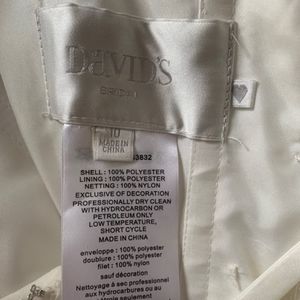 DAVID'S
BRIDAL
10
MADE IN
CHINA
3832
SHELL : 100% POLYESTER
LINING : 100% POLYESTER
NETTING : 100% NYLON
EXCLUSIVE OF DECORATION
PROFESSIONALLY DRY CLEAN
WITH HYDROCARBON OR
PETROLEUM ONLY
LOW TEMPERATURE,
SHORT CYCLE
MADE IN CHINA
enveloppe : 100% polyester
doublure : 100% polyester
filet : 100% nylon
sauf décoration
Nettoyage à sec professionnel
aux hydrocarbures ou au